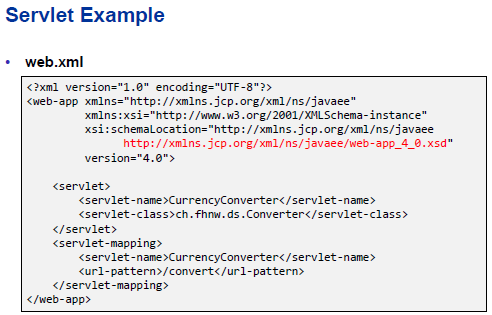 Servlet Example
• web.xml
<?xml version="1.0" encoding="UTF-8"?>
<web-app xmlns="http://xmlns.jcp.org/xml/ns/javaee"
         xmlns:xsi="http://www.w3.org/2001/XMLSchema-instance"
         xsi:schemaLocation="http://xmlns.jcp.org/xml/ns/javaee
               http://xmlns.jcp.org/xml/ns/javaee/web-app_4_0.xsd"
         version="4.0">
    <servlet>
        <servlet-name>CurrencyConverter</servlet-name>
        <servlet-class>ch.fhnw.ds.Converter</servlet-class>
    </servlet>
    <servlet-mapping>
        <servlet-name>CurrencyConverter</servlet-name>
        <url-pattern>/convert</url-pattern>
    </servlet-mapping>
</web-app>